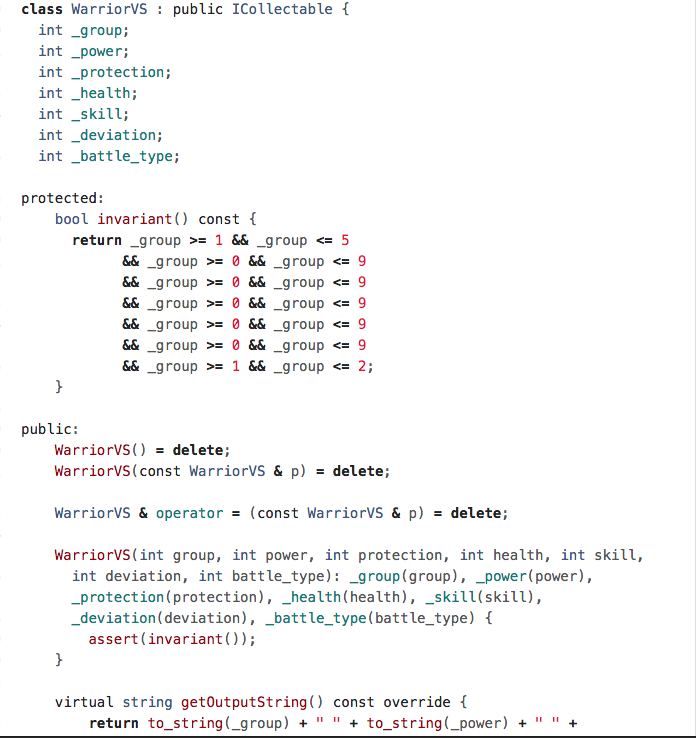 class WarriorVS : public ICollectable {
  int _group;
  int _power;
  int _protection;
  int _health;
  int _skill;
  int _deviation;
  int _battle_type;

protected:
    bool invariant() const {
      return _group >= 1 && _group <= 5
            && _group >= 0 && _group <= 9
            && _group >= 0 && _group <= 9
            && _group >= 0 && _group <= 9
            && _group >= 0 && _group <= 9
            && _group >= 0 && _group <= 9
            && _group >= 1 && _group <= 2;
    }

public:
    WarriorVS() = delete;
    WarriorVS(const WarriorVS & p) = delete;

    WarriorVS & operator = (const WarriorVS & p) = delete;

    WarriorVS(int group, int power, int protection, int health, int skill,
      int deviation, int battle_type): _group(group), _power(power),
      _protection(protection), _health(health), _skill(skill),
      _deviation(deviation), _battle_type(battle_type) {
        assert(invariant());
    }

    virtual string getOutputString() const override {
        return to_string(_group) + " " + to_string(_power) + " " +